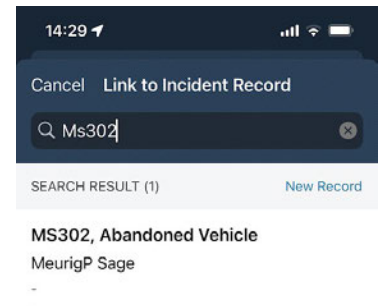 14:29
Cancel Link to Incident Record
Ms302
SEARCH RESULT (1) New Record
MS302, Abandoned Vehicle
MeurigP Sage
-